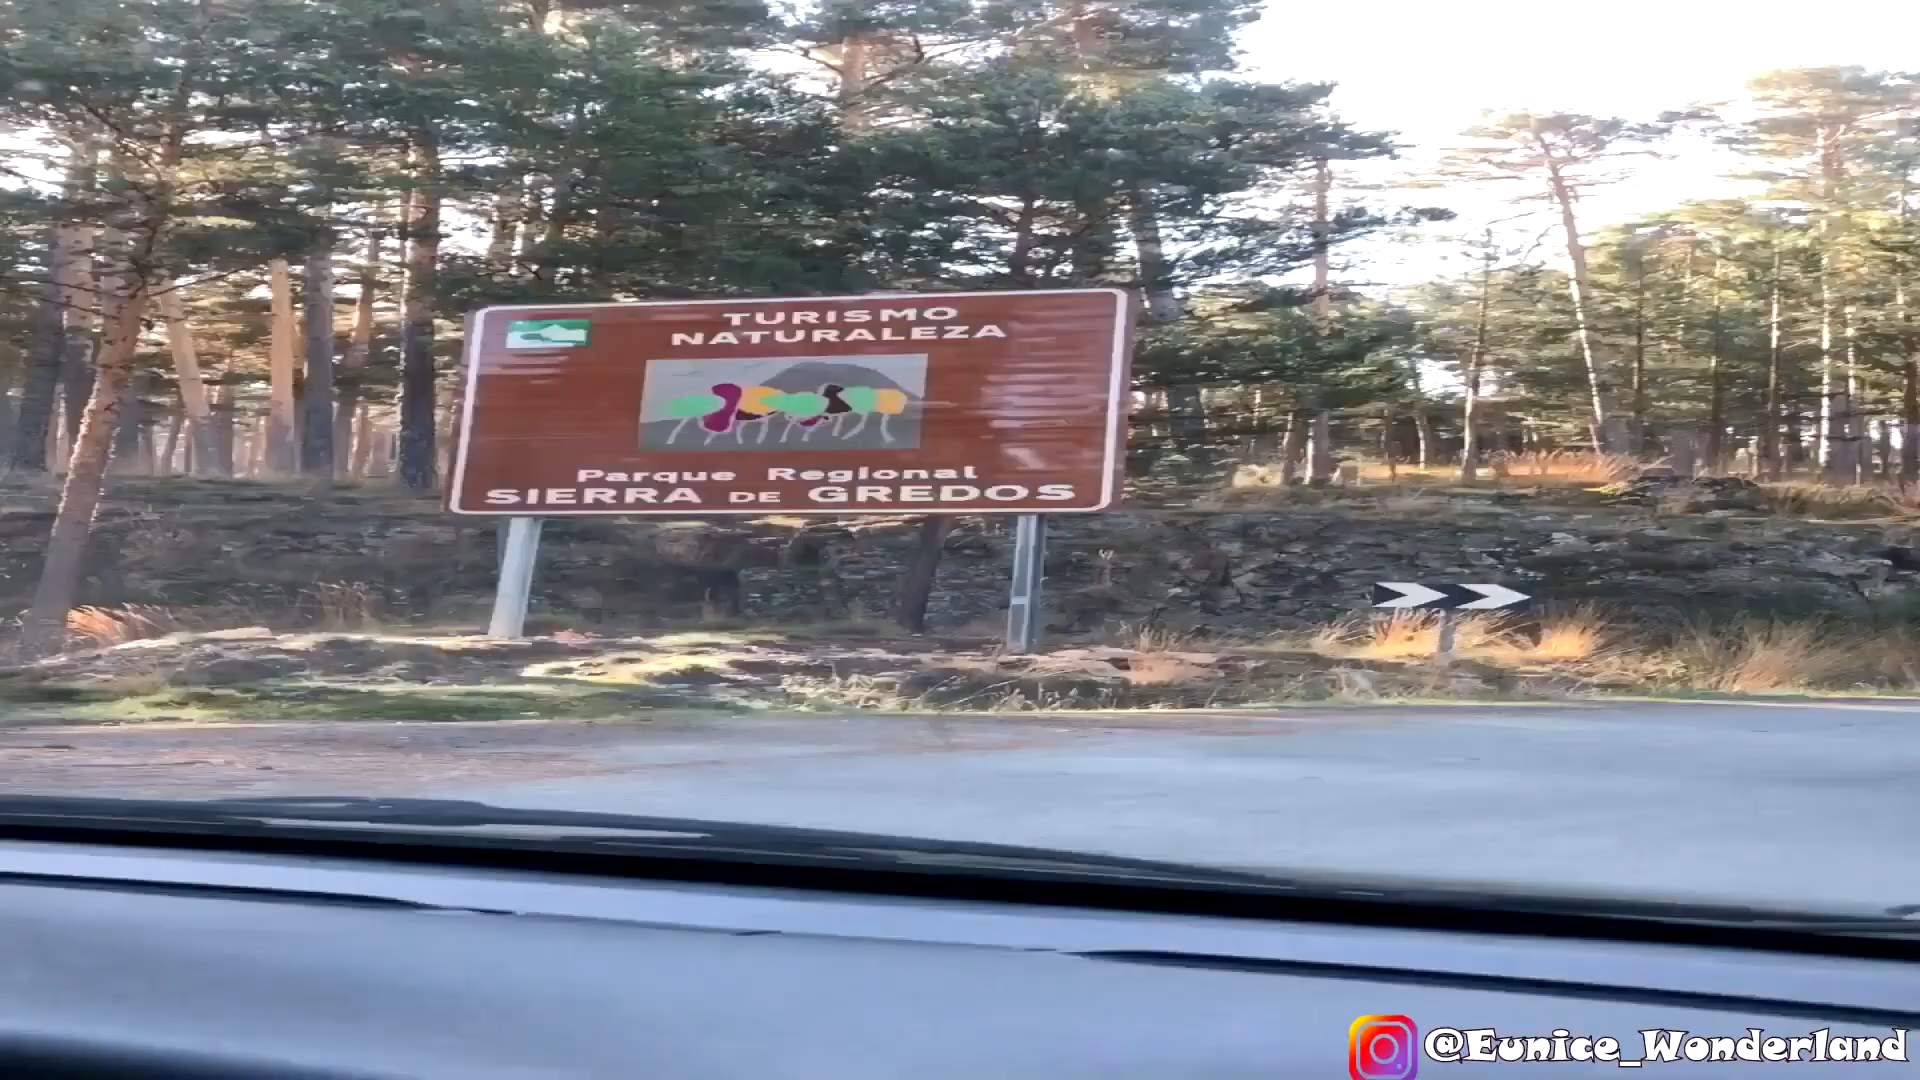 TURISMO
NATURALEZA
Parque Regional
SIERRA DE GREDOS
@Eunice_Wonderland